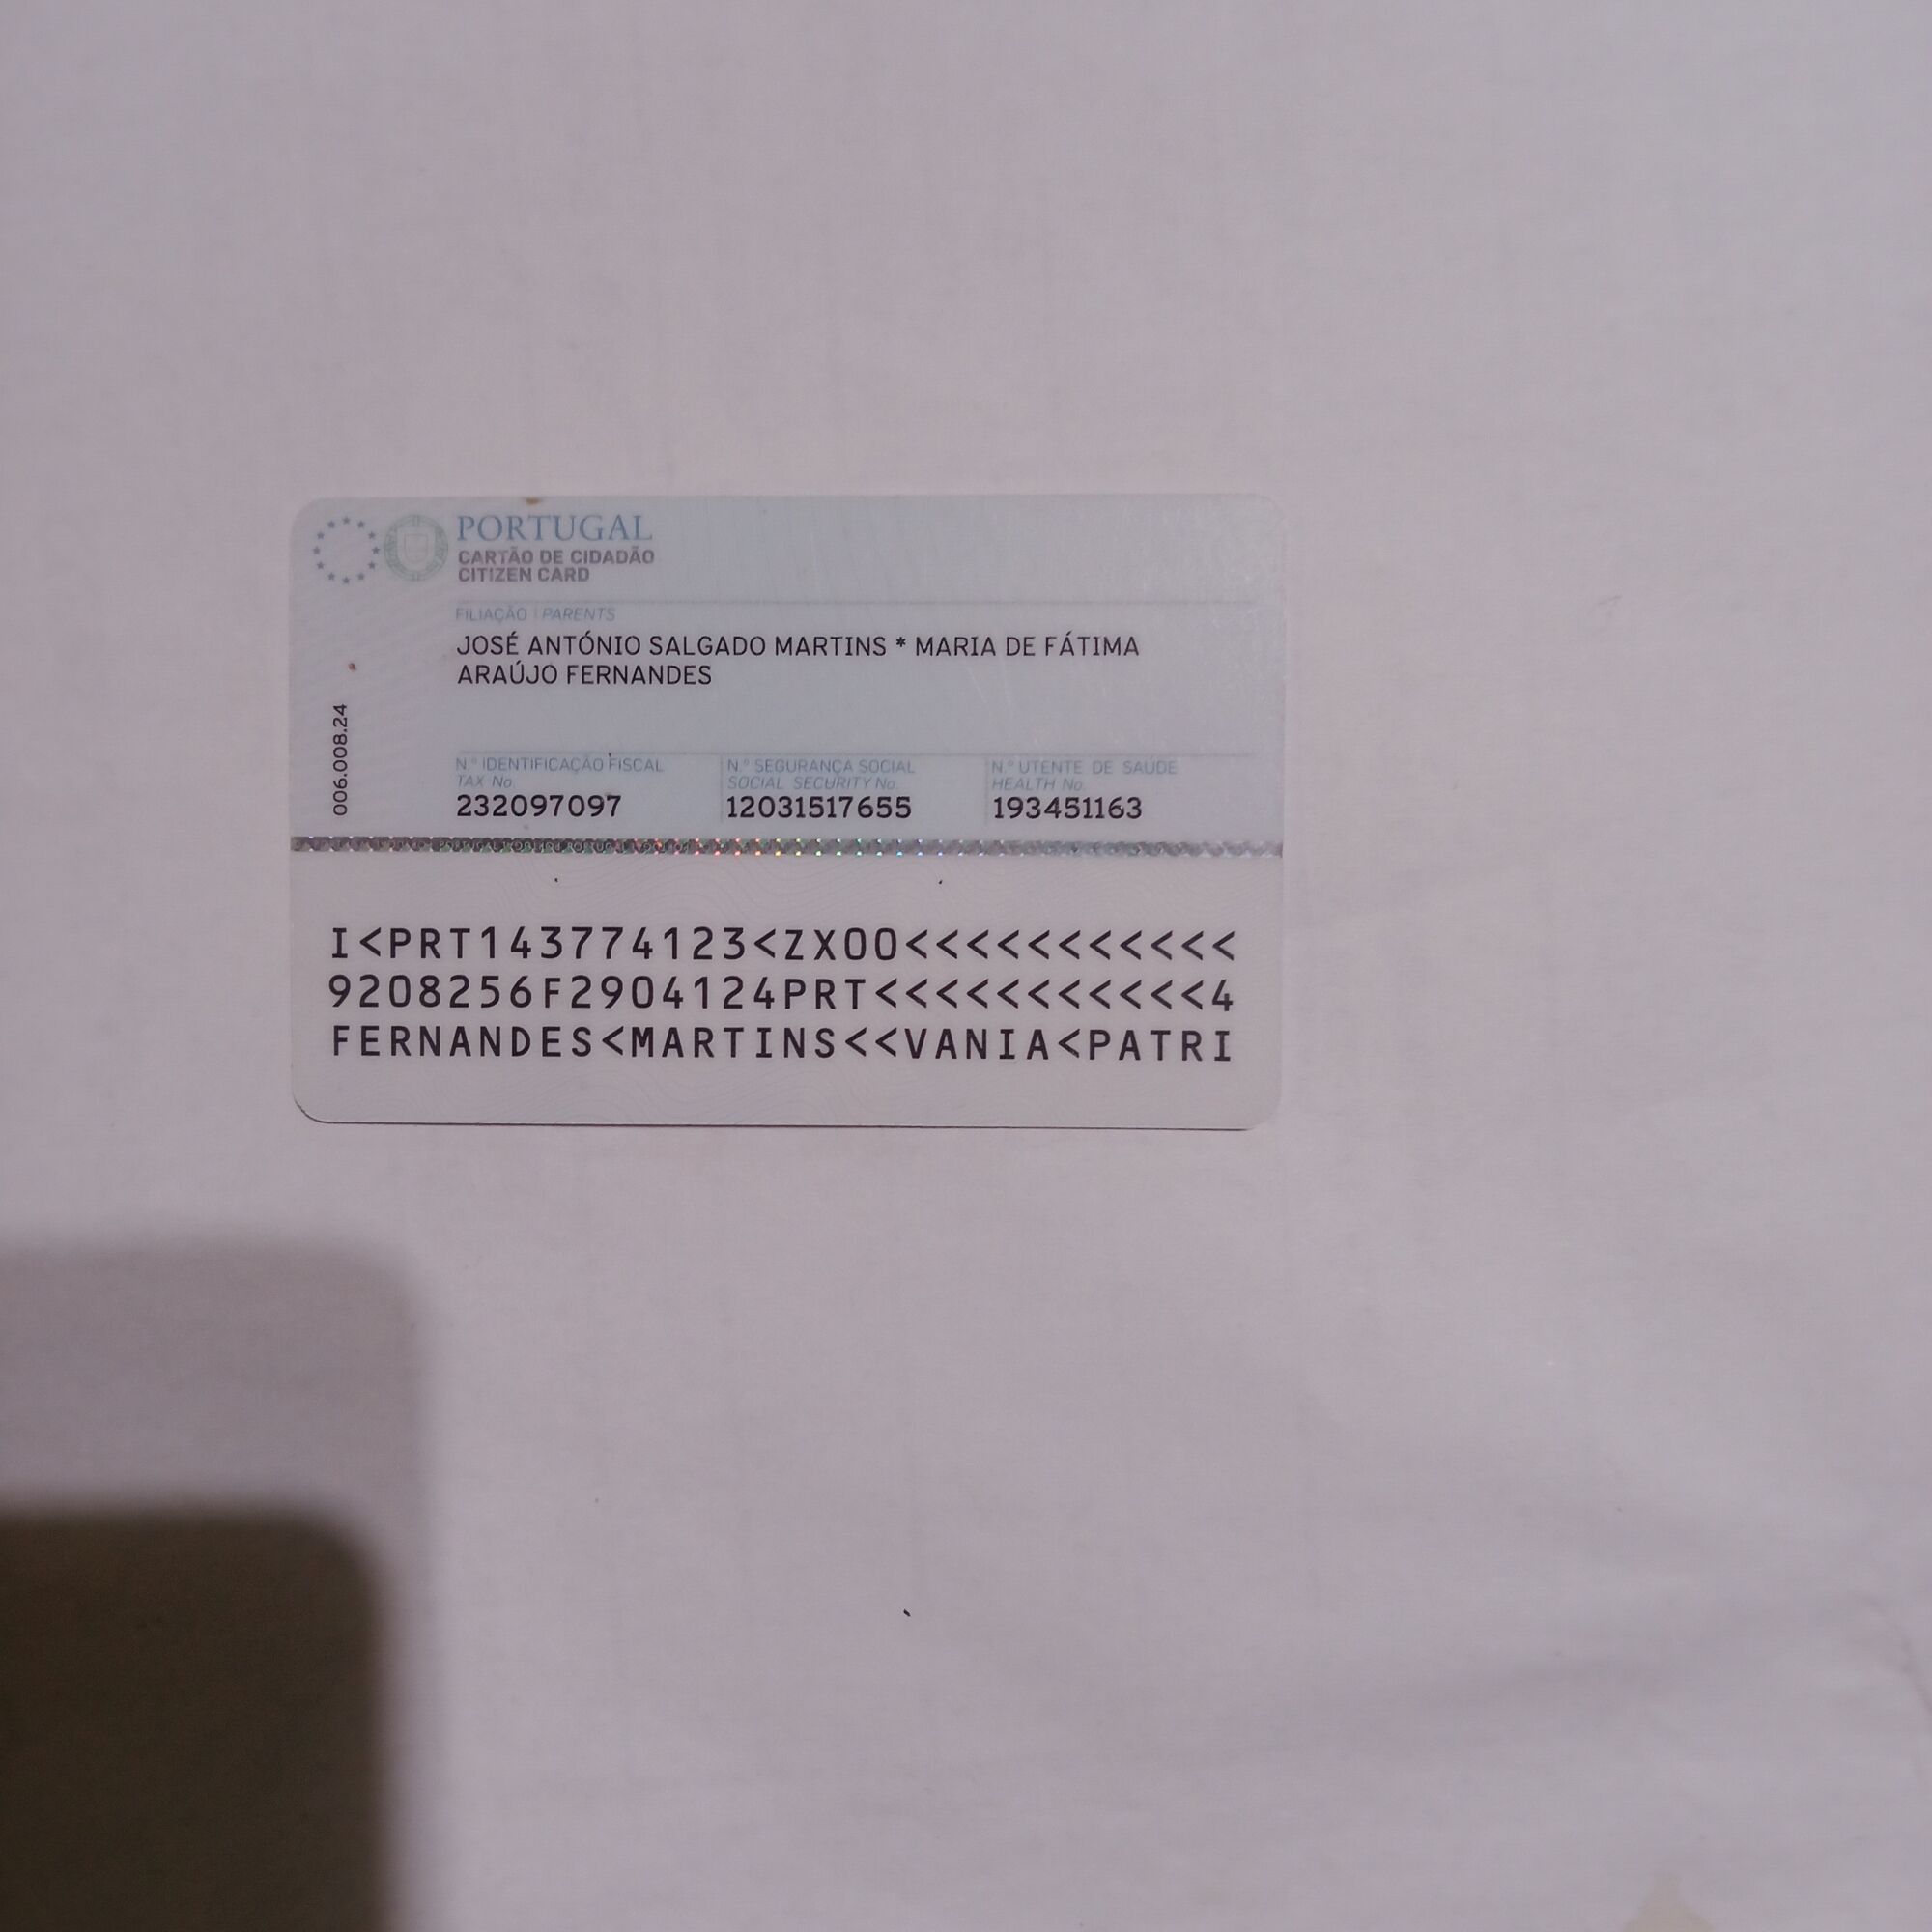 PORTUGAL
CARTÃO DE CIDADÃO
CITIZEN CARD
FILIAÇÃO | PARENTS
JOSÉ ANTÓNIO SALGADO MARTINS * MARIA DE FÁTIMA
ARAÚJO FERNANDES
006.008.24
N.º IDENTIFICAÇÃO FISCAL
TAX No.
232097097
N.º SEGURANÇA SOCIAL
SOCIAL SECURITY No.
12031517655
N.º UTENTE DE SAÚDE
HEALTH No.
193451163
I<PRT143774123<ZX00<<<<<<<<<<<
9208256F2904124PRT<<<<<<<<<<<4
FERNANDES<MARTINS<<VANIA<PATRI